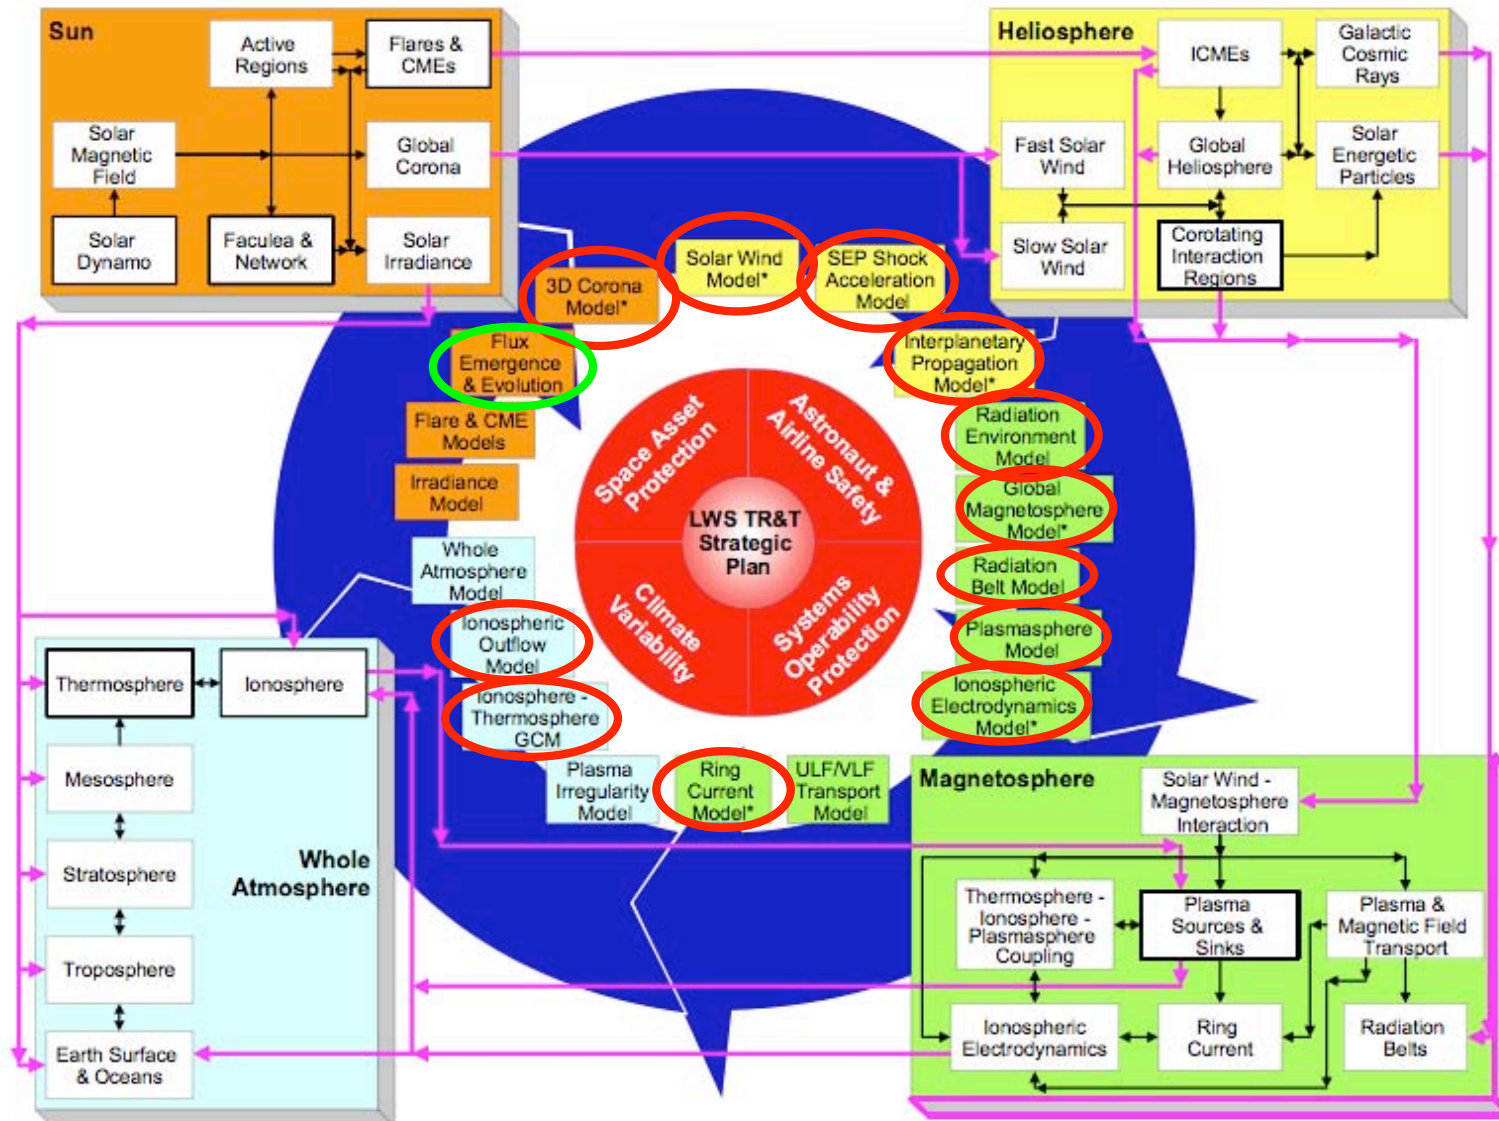 Sun
Active
Regions
Flares &
CMEs
Solar
Magnetic
Field
Global
Corona
Solar
Dynamo
Faculea &
Network
Solar
Irradiance
Heliosphere
ICMEs
Galactic
Cosmic
Rays
Fast Solar
Wind
Global
Heliosphere
Solar
Energetic
Particles
Slow Solar
Wind
Corotating
Interaction
Regions
3D Corona
Model*
Solar Wind
Model*
SEP Shock
Acceleration
Model
Flux
Emergence
& Evolution
Interplanetary
Propagation
Model*
Flare & CME
Models
Radiation
Environment
Model
Irradiance
Model
Global
Magnetosphere
Model*
Whole
Atmosphere
Model
Radiation
Belt Model
Ionospheric
Outflow
Model
Plasmasphere
Model
Ionosphere -
Thermosphere
GCM
Ionospheric
Electrodynamics
Model*
Plasma
Irregularity
Model
Ring
Current
Model*
ULF/VLF
Transport
Model
Space Asset
Protection
Astronaut &
Airline Safety
LWS TR&T
Strategic
Plan
Climate
Variability
Systems
Operability
Protection
Thermosphere
Ionosphere
Mesosphere
Stratosphere
Whole
Atmosphere
Troposphere
Earth Surface
& Oceans
Magnetosphere
Solar Wind -
Magnetosphere
Interaction
Thermosphere -
Ionosphere -
Plasmasphere
Coupling
Plasma
Sources &
Sinks
Plasma &
Magnetic Field
Transport
Ionospheric
Electrodynamics
Ring
Current
Radiation
Belts